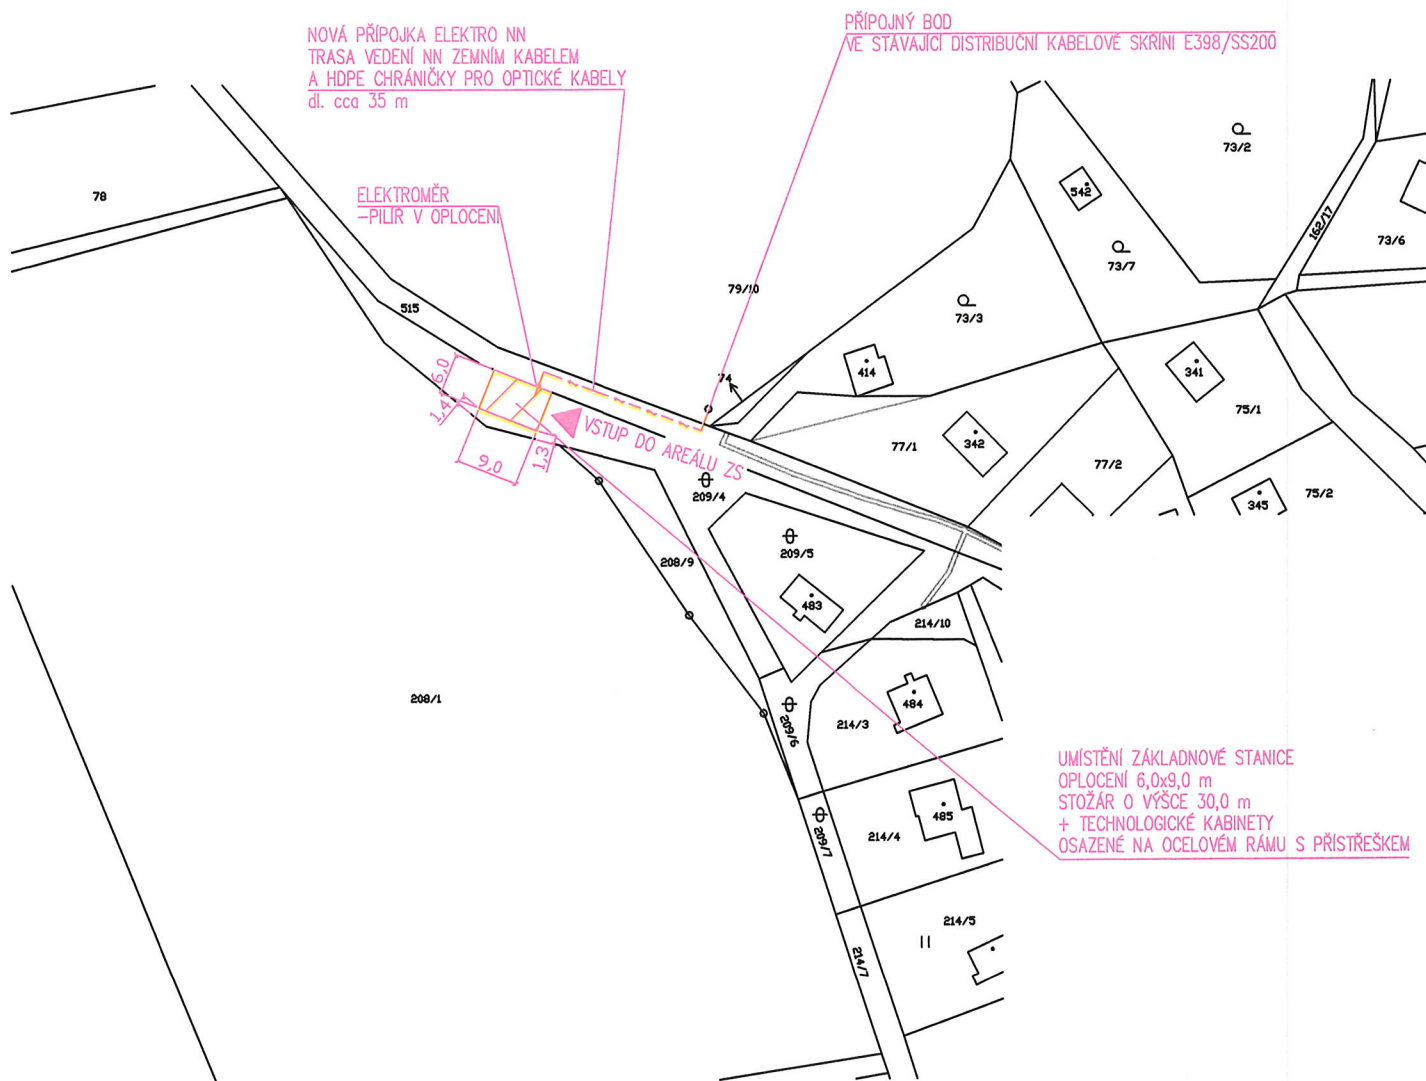 NOVÁ PŘÍPOJKA ELEKTRO NN
TRASA VEDENÍ NN ZEMNÍM KABELEM
A HDPE CHRÁNIČKY PRO OPTICKÉ KABELY
dl. cca 35 m
PŘÍPOJNÝ BOD
VE STÁVAJÍCÍ DISTRIBUČNÍ KABELOVÉ SKŘÍNI E398/SS200
ELEKTROMĚR
-PILÍŘ V OPLOCENÍ
78
515
79/10
73/2
542
162/17
73/7
73/6
73/3
74
414
341
75/1
6,0
1,4
9,0
1,3
VSTUP DO AREÁLU ZS
77/1
342
77/2
345
75/2
209/4
209/5
208/9
483
214/10
208/1
209/6
214/3
484
209/7
214/4
485
214/5
214/7
UMÍSTĚNÍ ZÁKLADNOVÉ STANICE
OPLOCENÍ 6,0x9,0 m
STOŽÁR O VÝŠCE 30,0 m
+ TECHNOLOGICKÉ KABINETY
OSAZENÉ NA OCELOVÉM RÁMU S PŘÍSTŘEŠKEM